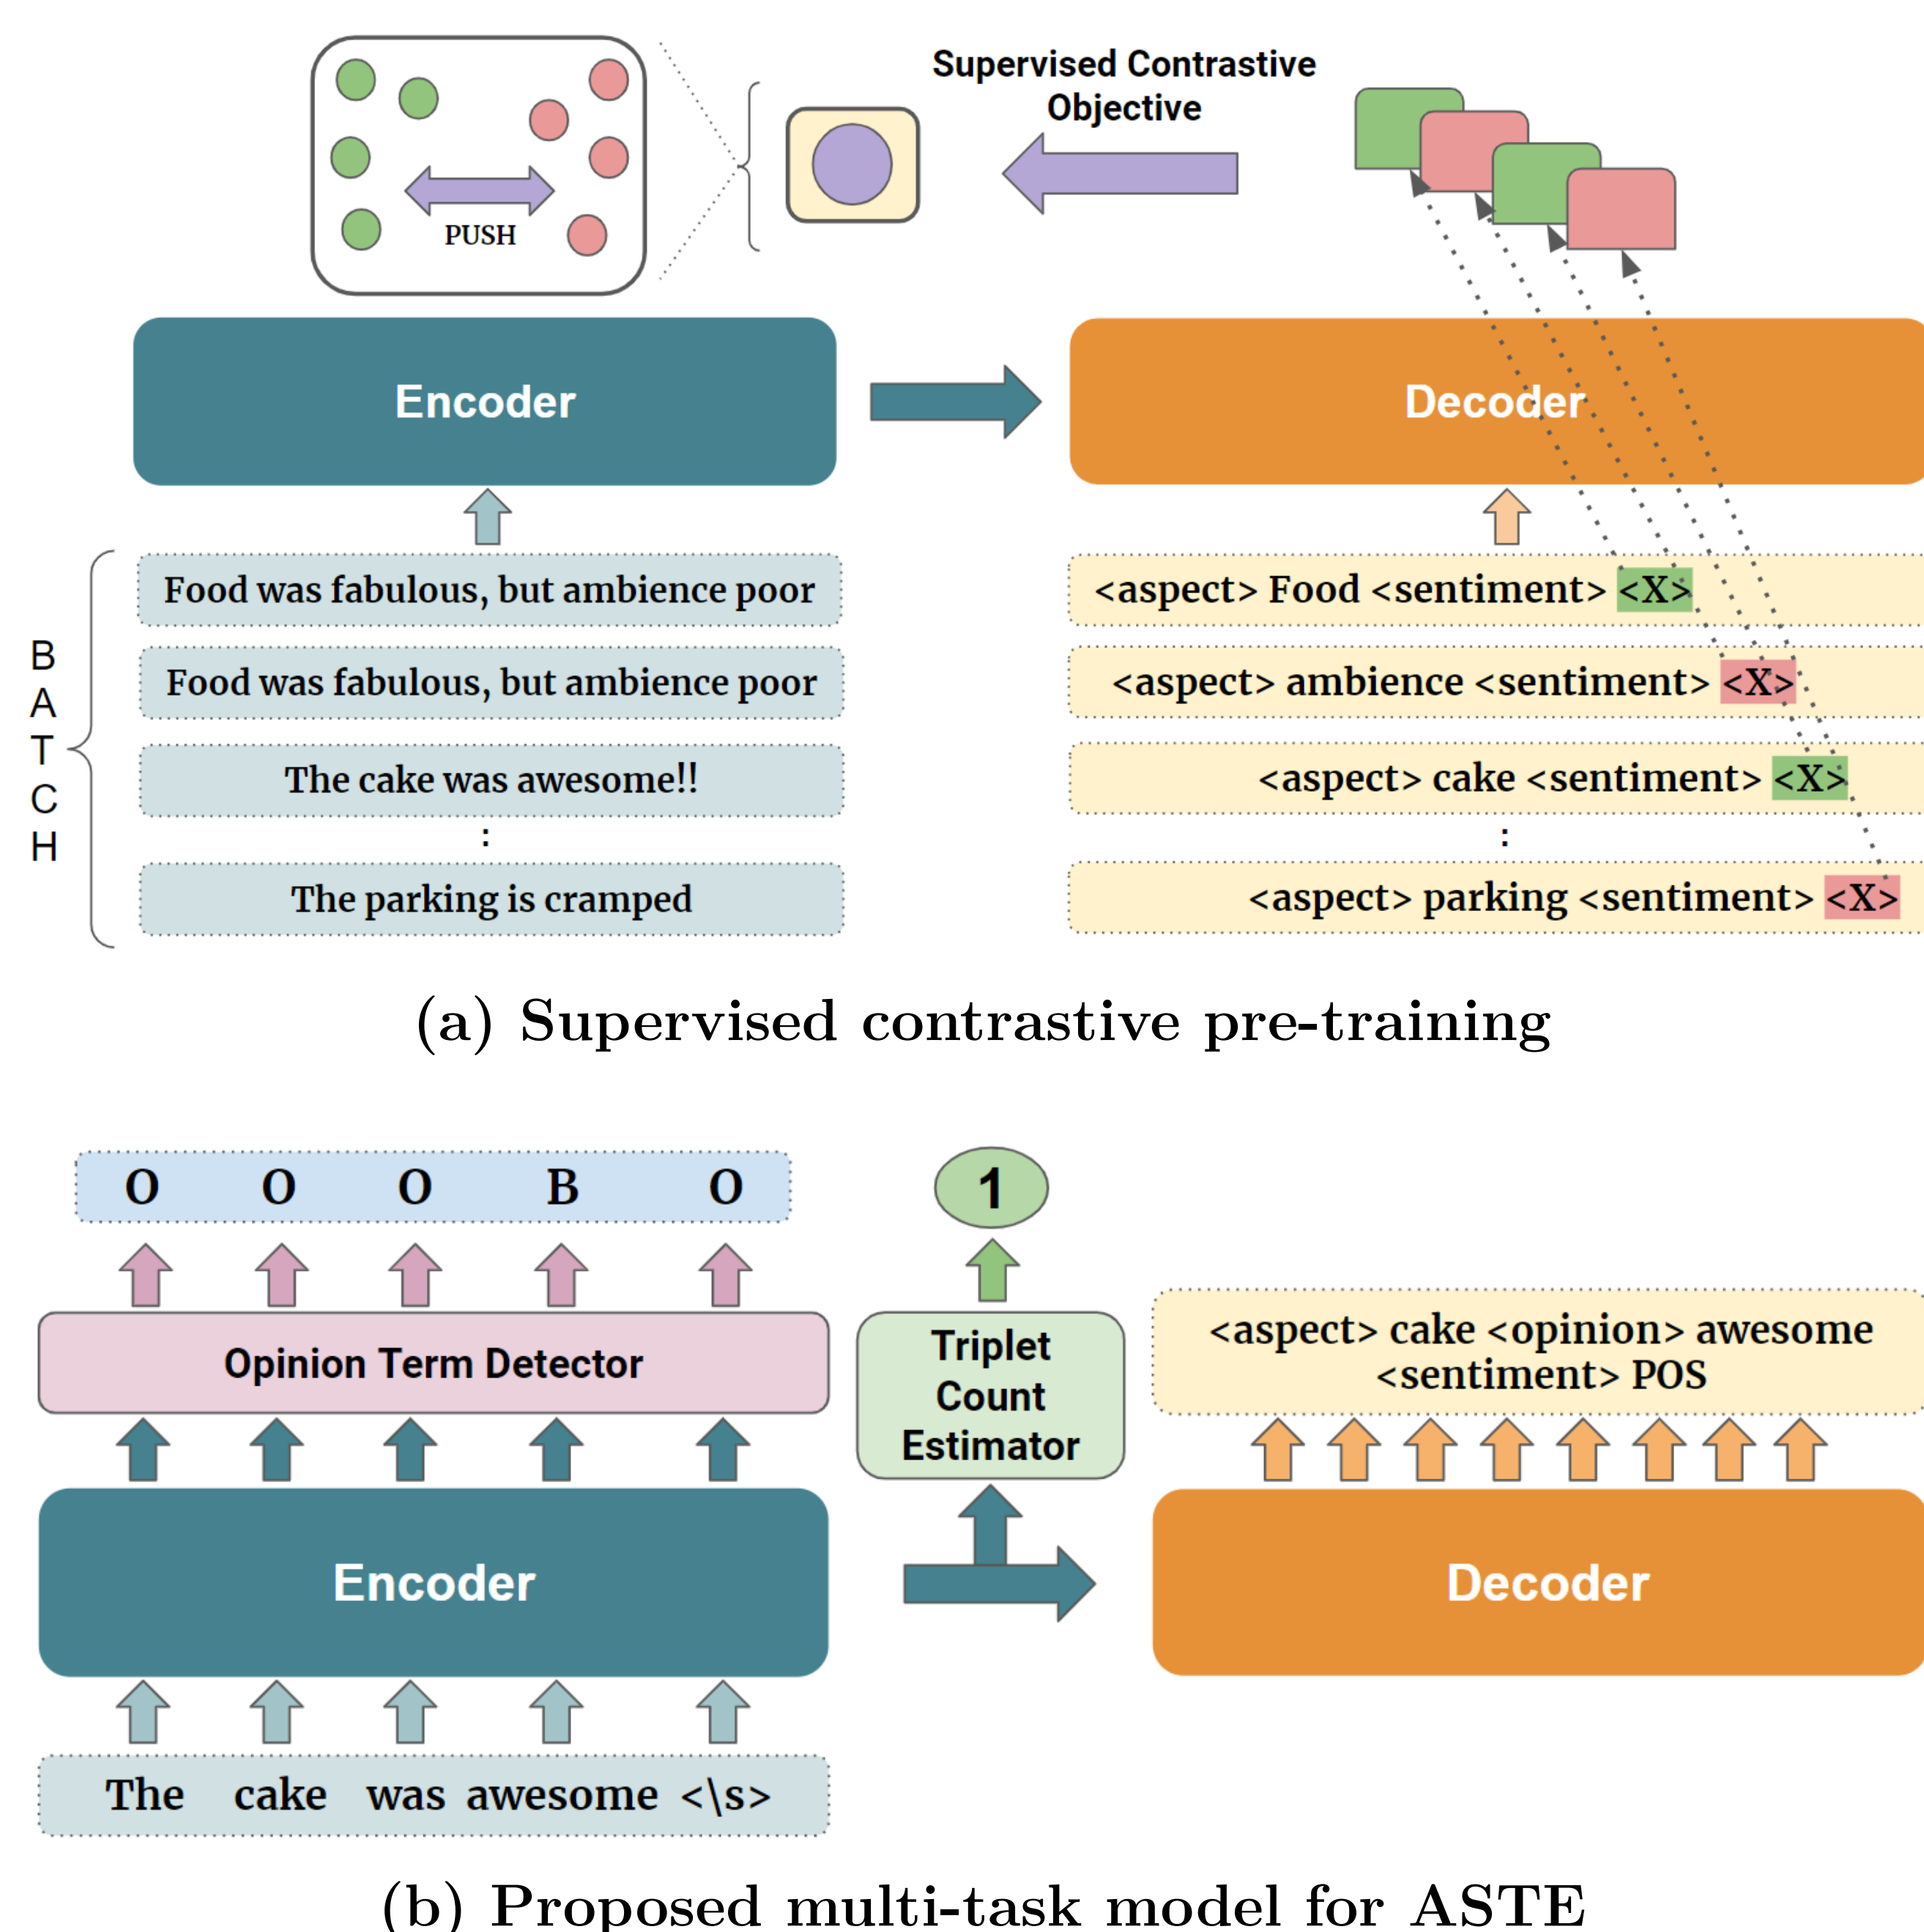 Supervised Contrastive
Objective
PUSH
Encoder
Decoder
BATCH
Food was fabulous, but ambience poor
<aspect> Food <sentiment> <X>
Food was fabulous, but ambience poor
<aspect> ambience <sentiment> <X>
The cake was awesome!!
<aspect> cake <sentiment> <X>
:
:
The parking is cramped
<aspect> parking <sentiment> <X>
(a) Supervised contrastive pre-training
O O O B O
1
Opinion Term Detector
Triplet
Count
Estimator
<aspect> cake <opinion> awesome
<sentiment> POS
Encoder
Decoder
The cake was awesome <\s>
(b) Proposed multi-task model for ASTE